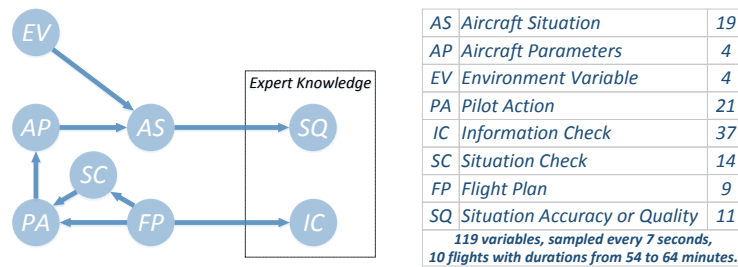 EV
Expert Knowledge
AP
AS
SQ
SC
PA
FP
IC
AS Aircraft Situation 19
AP Aircraft Parameters 4
EV Environment Variable 4
PA Pilot Action 21
IC Information Check 37
SC Situation Check 14
FP Flight Plan 9
SQ Situation Accuracy or Quality 11
119 variables, sampled every 7 seconds,
10 flights with durations from 54 to 64 minutes.